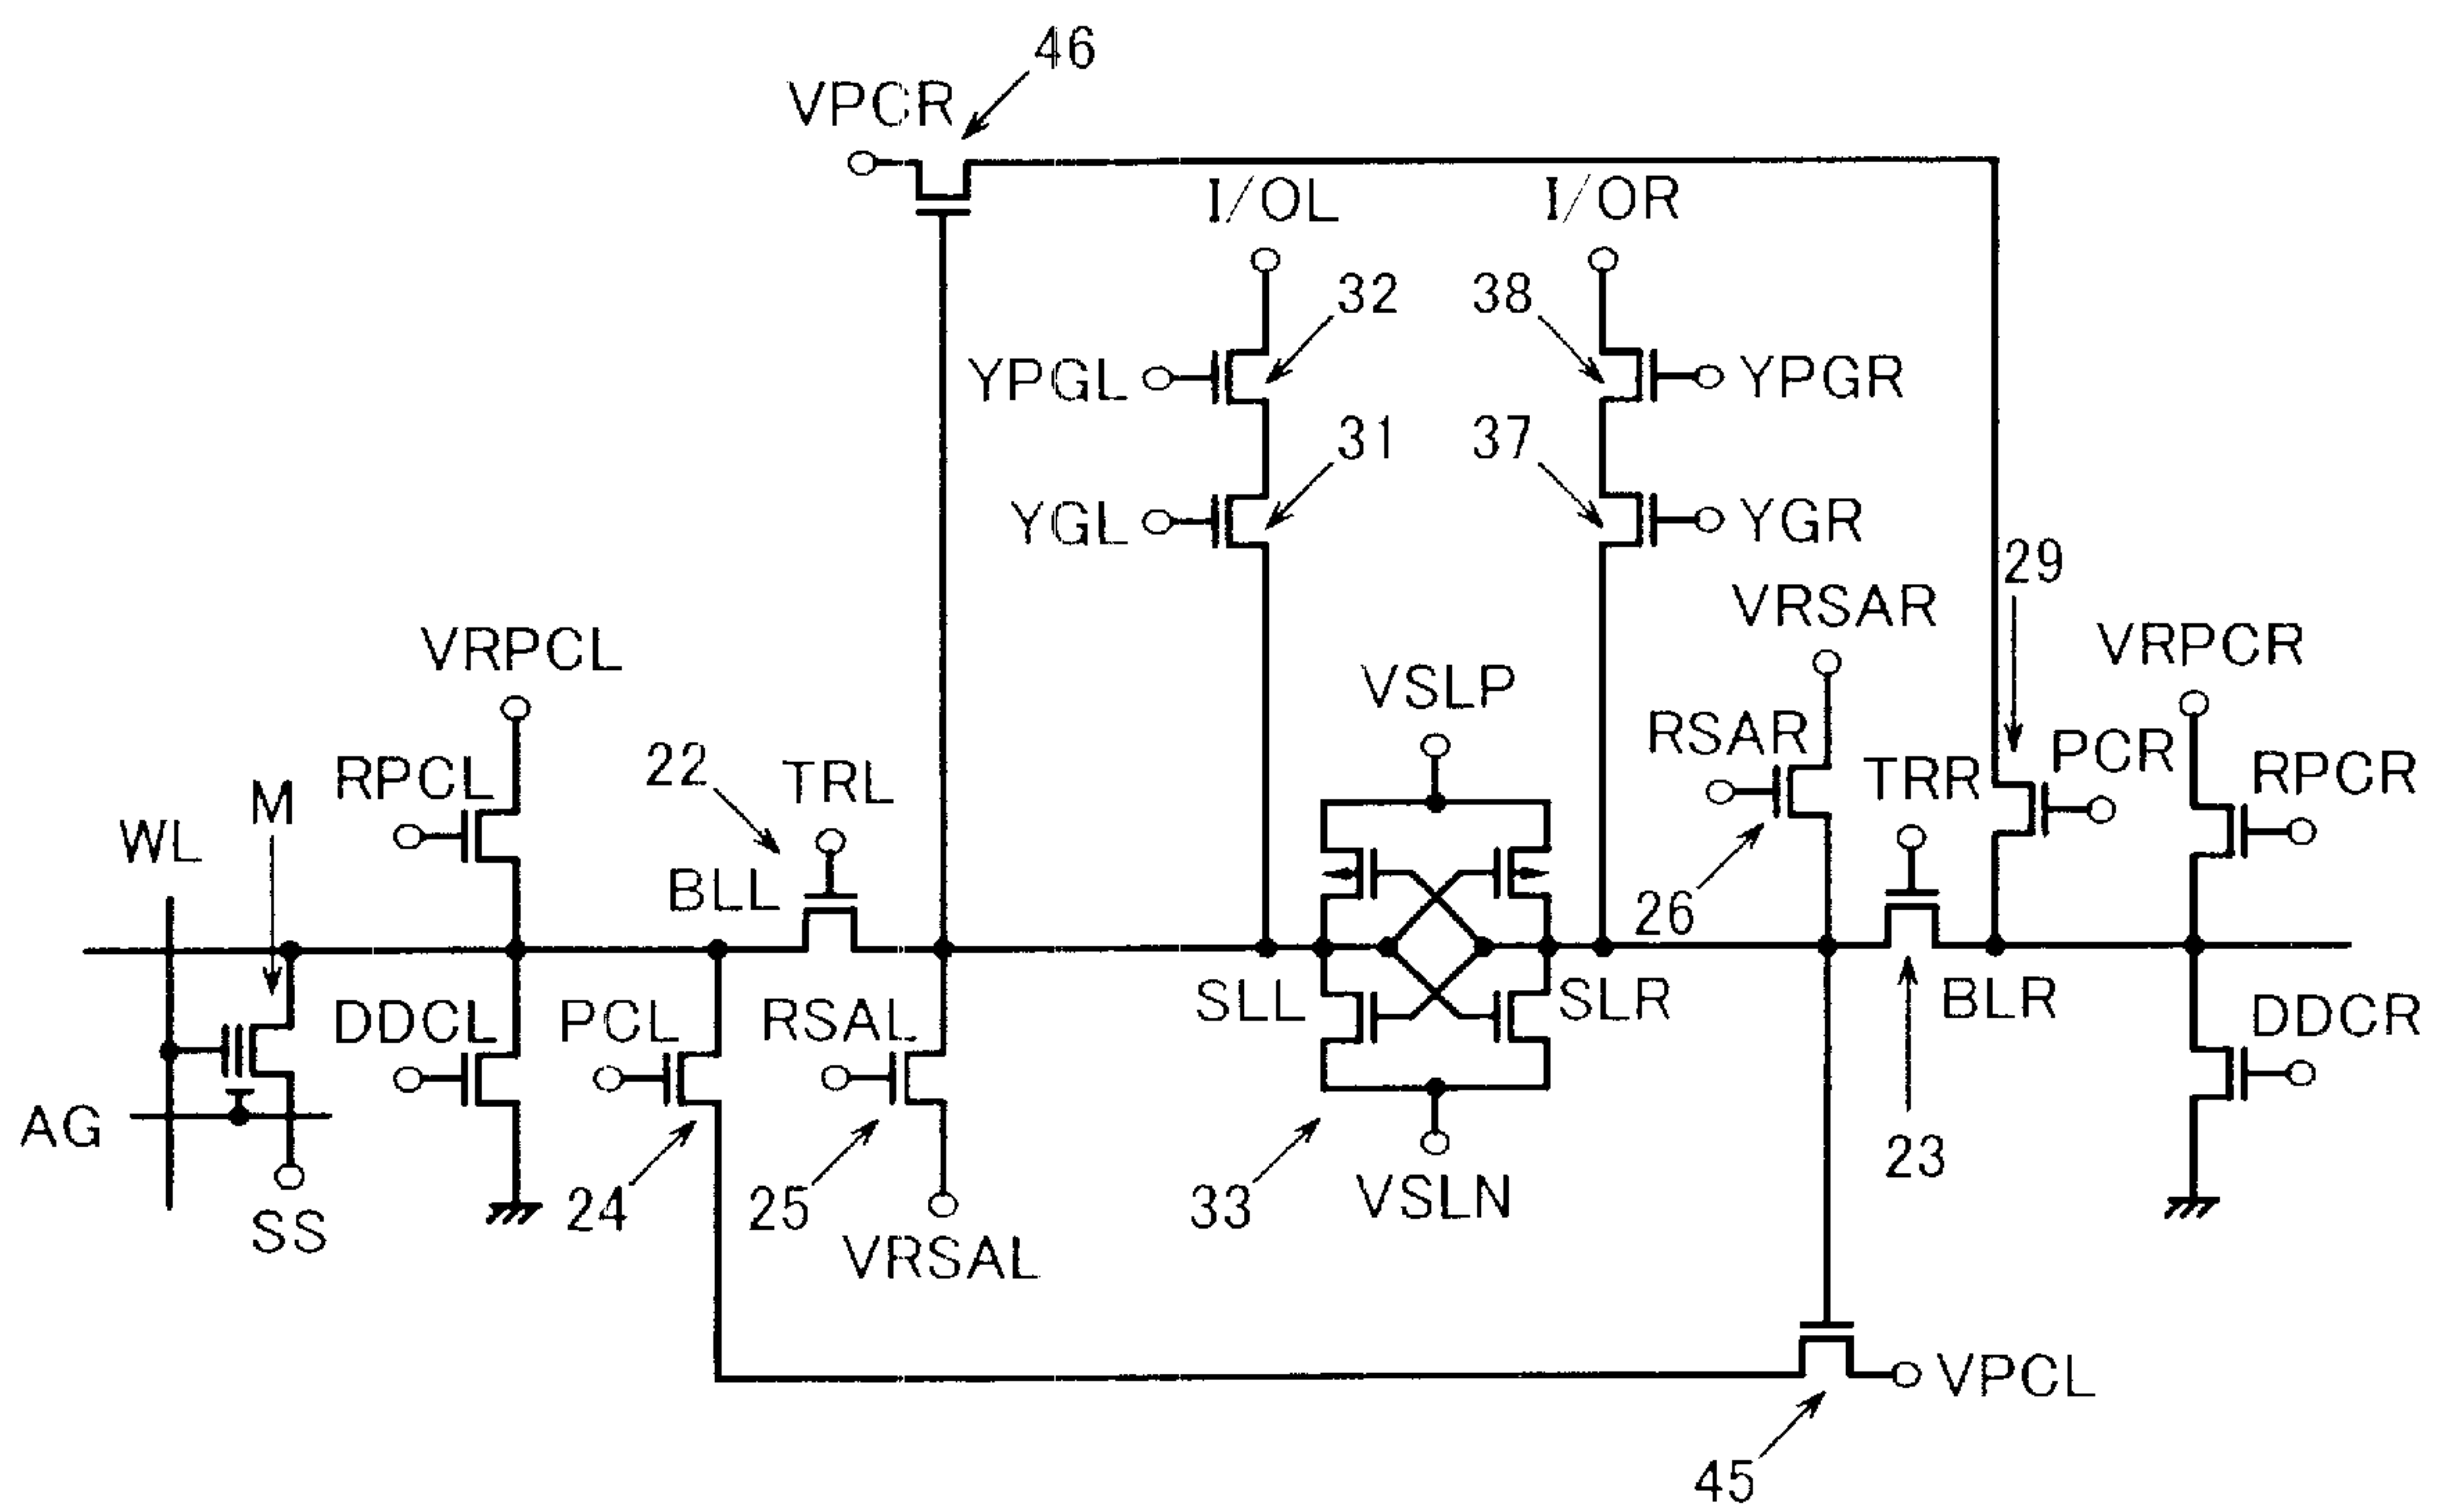 46
VPCR
I/OL
I/OR
32
38
YPGL
YPGR
31
37
YGL
YGR
29
VRSAR
VRPCL
VRPCR
VSLP
RSAR
PCR
22
TRL
TRR
RPCR
RPCL
M
WL
BLL
26
SLL
SLR
BLR
DDCL
PCL
RSAL
DDCR
AG
23
24
25
33
VSLN
SS
VRSAL
VPCL
45